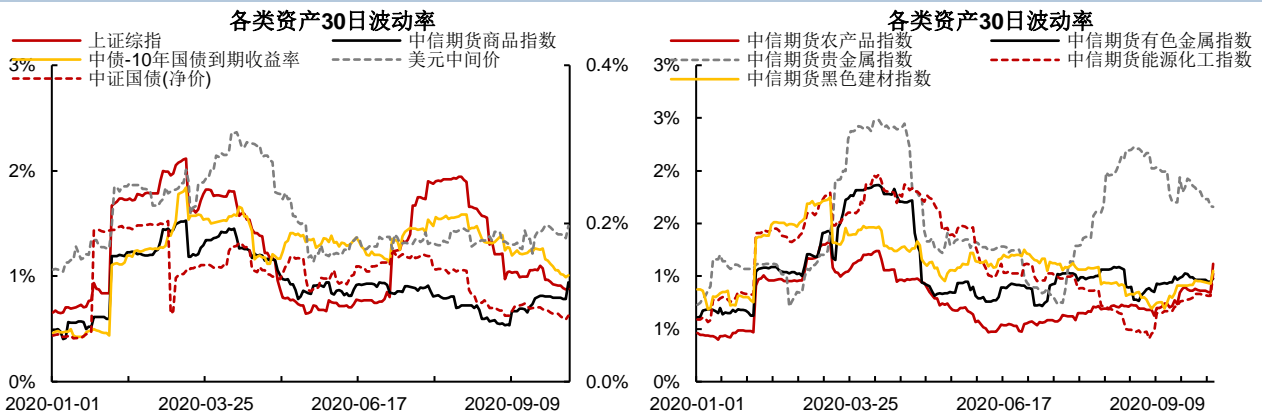 各类资产30日波动率
上证综指 中信期货商品指数
中债-10年国债到期收益率 美元中间价
中证国债(净价)
3%
2%
1%
0%
0.4%
0.2%
0.0%
2020-01-01 2020-03-25 2020-06-17 2020-09-09
各类资产30日波动率
中信期货农产品指数 中信期货有色金属指数
中信期货贵金属指数 中信期货能源化工指数
中信期货黑色建材指数
3%
3%
2%
2%
1%
1%
0%
2020-01-01 2020-03-25 2020-06-17 2020-09-09